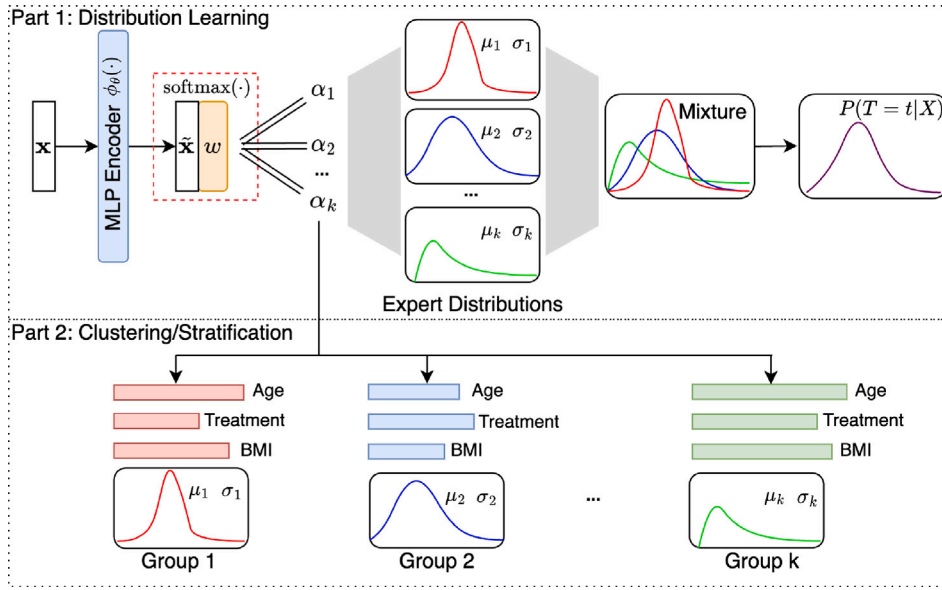 Part 1: Distribution Learning
x
MLP Encoder ϕθ(·)
softmax(·)
x̃ w
α1
α2
...
αk
μ1 σ1
μ2 σ2
...
μk σk
Expert Distributions
Mixture
P(T = t|X)
Part 2: Clustering/Stratification
Age
Treatment
BMI
μ1 σ1
Group 1
Age
Treatment
BMI
μ2 σ2
Group 2
...
Age
Treatment
BMI
μk σk
Group k